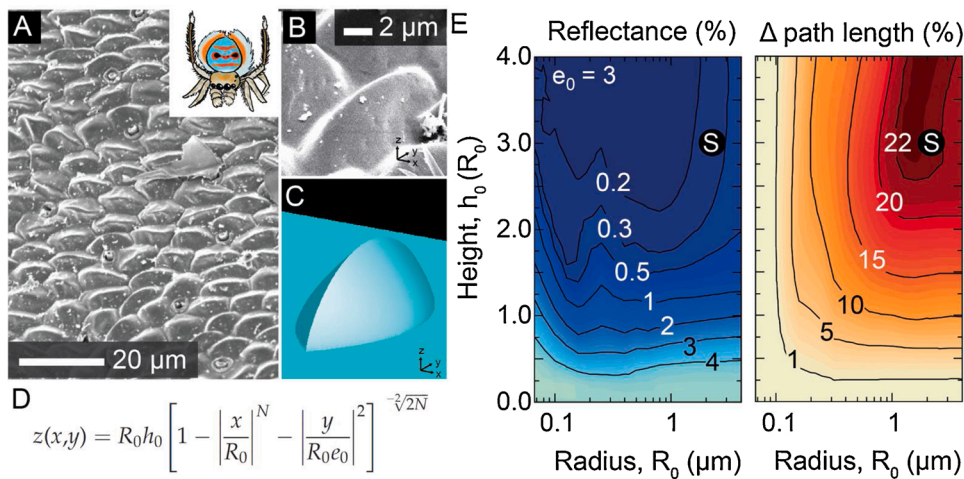 A
B
2 µm
z
y
x
C
z
y
x
20 µm
D
z(x,y) = R₀h₀ [1 − |x/R₀|^N − |y/(R₀e₀)|²]^(−²√2N)
E
Reflectance (%)
Δ path length (%)
Height, h₀ (R₀)
4.0
3.0
2.0
1.0
0.0
e₀ = 3
S
0.2
0.3
0.5
1
2
3
4
0.1
1
Radius, R₀ (µm)
S
22
20
15
10
5
1
0.1
1
Radius, R₀ (µm)